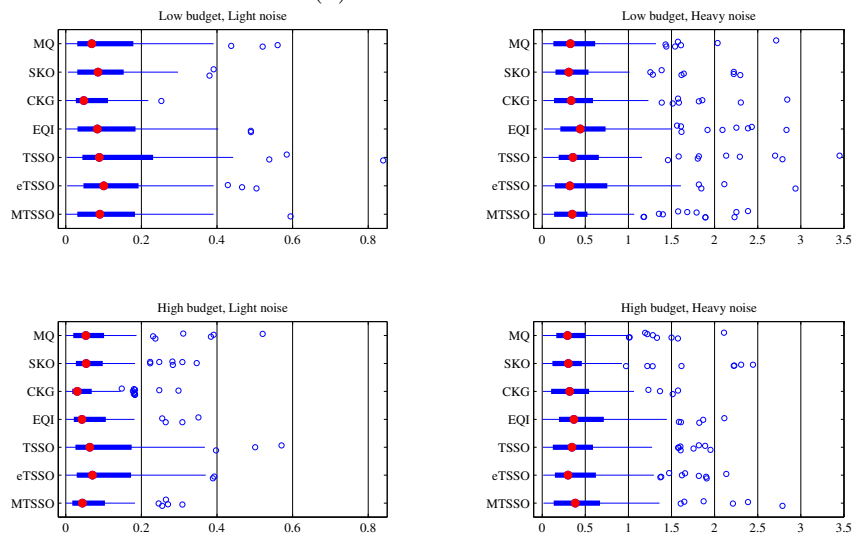 Low budget, Light noise
MQ
SKO
CKG
EQI
TSSO
eTSSO
MTSSO
0 0.2 0.4 0.6 0.8
Low budget, Heavy noise
MQ
SKO
CKG
EQI
TSSO
eTSSO
MTSSO
0 0.5 1 1.5 2 2.5 3 3.5
High budget, Light noise
MQ
SKO
CKG
EQI
TSSO
eTSSO
MTSSO
0 0.2 0.4 0.6 0.8
High budget, Heavy noise
MQ
SKO
CKG
EQI
TSSO
eTSSO
MTSSO
0 0.5 1 1.5 2 2.5 3 3.5